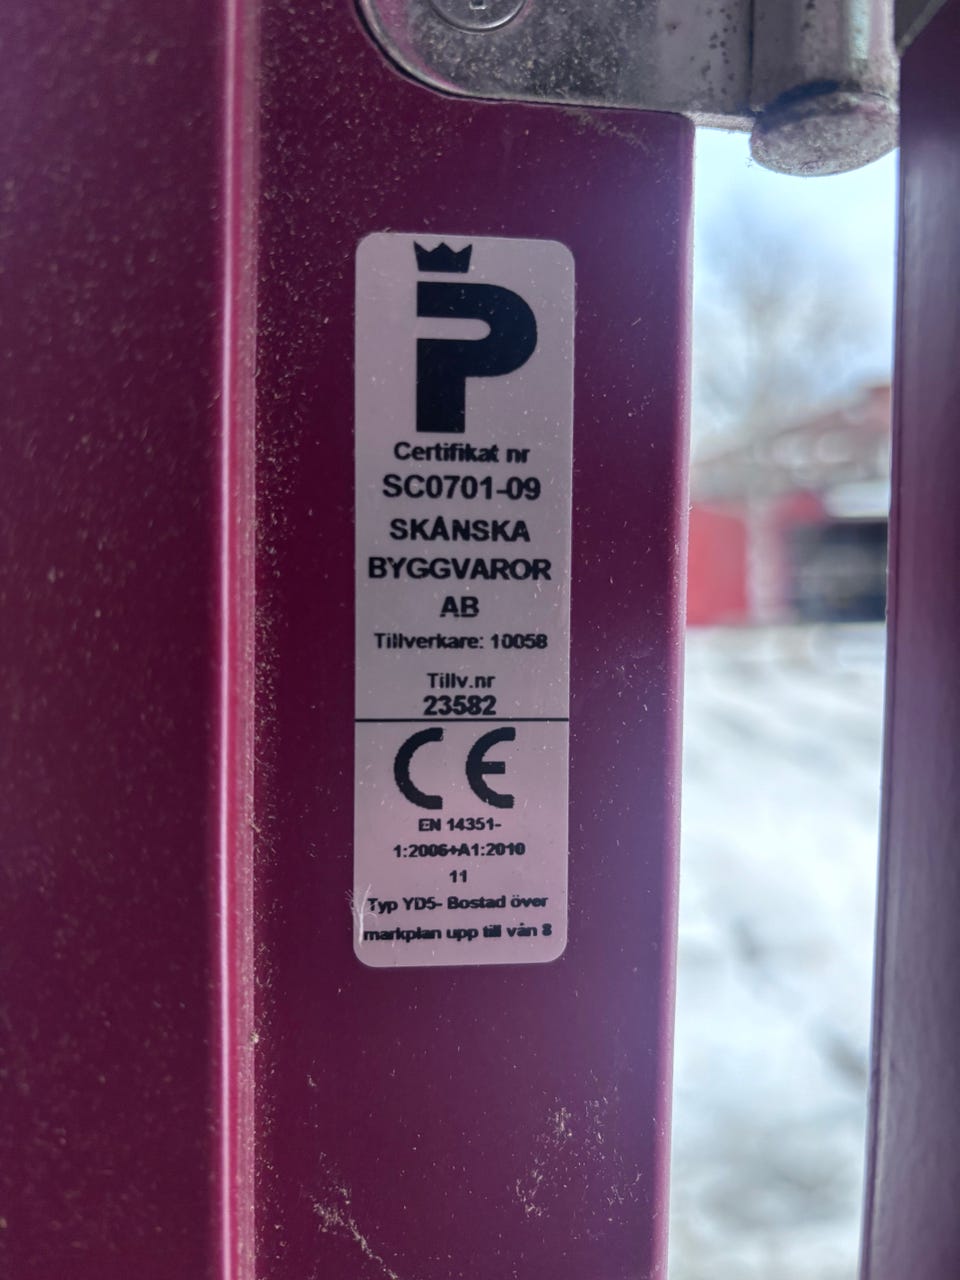 P
Certifikat nr
SC0701-09
SKÅNSKA
BYGGVAROR
AB
Tillverkare: 10058
Tillv.nr
23582
CE
EN 14351-
1:2006+A1:2010
11
Typ YD5- Bostad över
markplan upp till vån 8